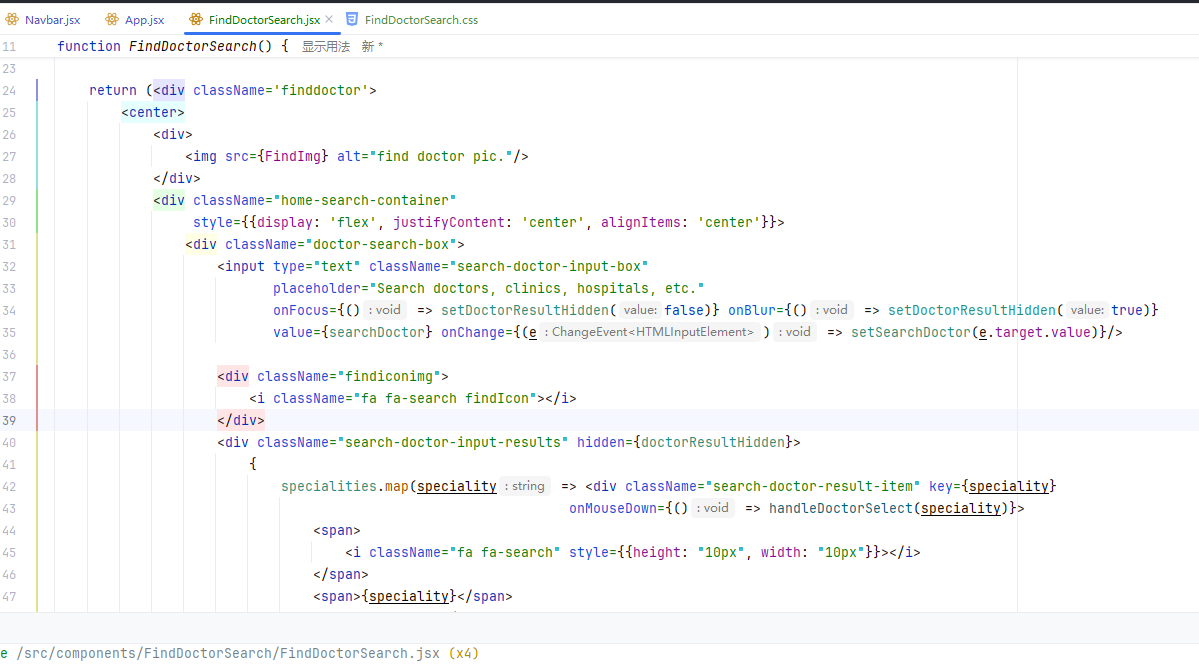 Navbar.jsx App.jsx FindDoctorSearch.jsx × FindDoctorSearch.css
11 function FindDoctorSearch() { 显示用法 新 *
23
24 return (<div className='finddoctor'>
25 <center>
26 <div>
27 <img src={FindImg} alt="find doctor pic."/>
28 </div>
29 <div className="home-search-container"
30 style={{display: 'flex', justifyContent: 'center', alignItems: 'center'}}>
31 <div className="doctor-search-box">
32 <input type="text" className="search-doctor-input-box"
33 placeholder="Search doctors, clinics, hospitals, etc."
34 onFocus={() : void => setDoctorResultHidden( value: false)} onBlur={() : void => setDoctorResultHidden( value: true)}
35 value={searchDoctor} onChange={(e : ChangeEvent<HTMLInputElement> ) : void => setSearchDoctor(e.target.value)}/>
36
37 <div className="findiconimg">
38 <i className="fa fa-search findIcon"></i>
39 </div>
40 <div className="search-doctor-input-results" hidden={doctorResultHidden}>
41 {
42 specialities.map(speciality : string => <div className="search-doctor-result-item" key={speciality}
43 onMouseDown={() : void => handleDoctorSelect(speciality)}>
44 <span>
45 <i className="fa fa-search" style={{height: "10px", width: "10px"}}></i>
46 </span>
47 <span>{speciality}</span>
e /src/components/FindDoctorSearch/FindDoctorSearch.jsx (x4)